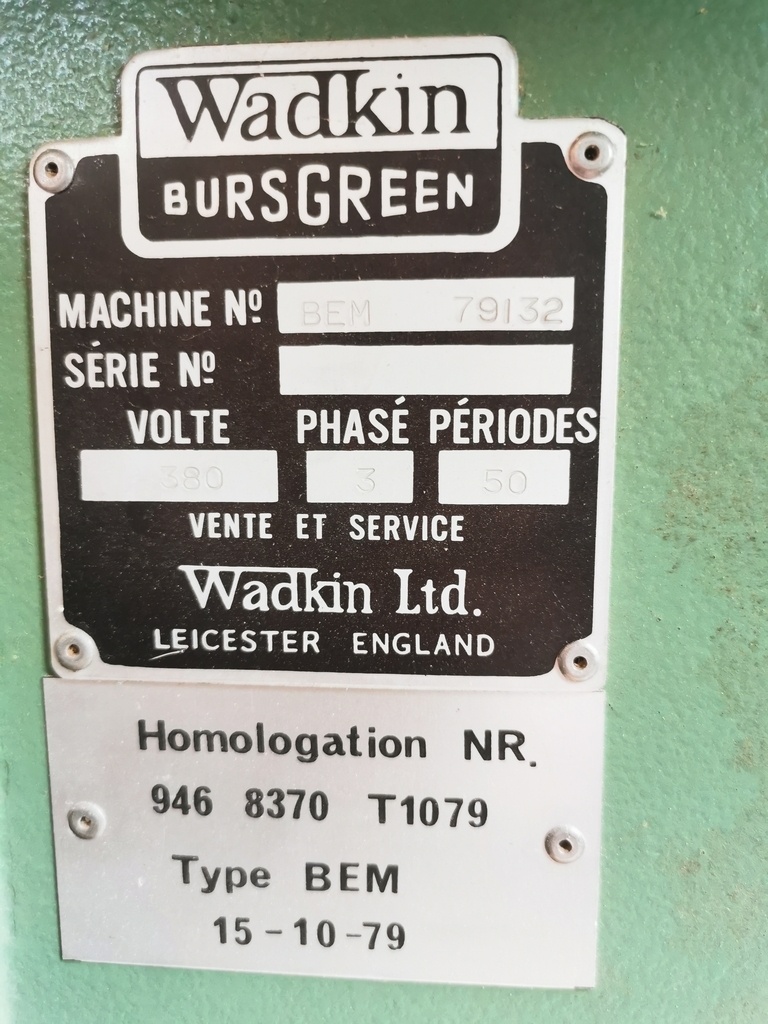 Wadkin
BURSGREEN
MACHINE Nº BEM 79132
SÉRIE Nº
VOLTE PHASÉ PÉRIODES
380 3 50
VENTE ET SERVICE
Wadkin Ltd.
LEICESTER ENGLAND
Homologation NR.
946 8370 T1079
Type BEM
15-10-79